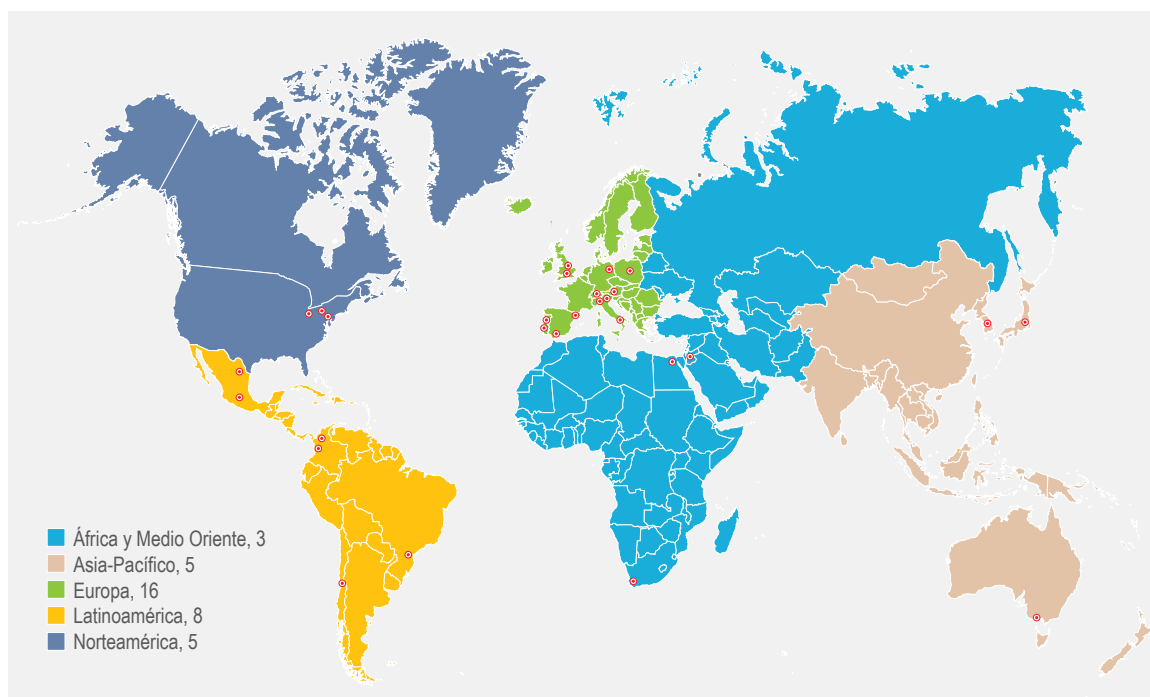 África y Medio Oriente, 3
Asia-Pacífico, 5
Europa, 16
Latinoamérica, 8
Norteamérica, 5